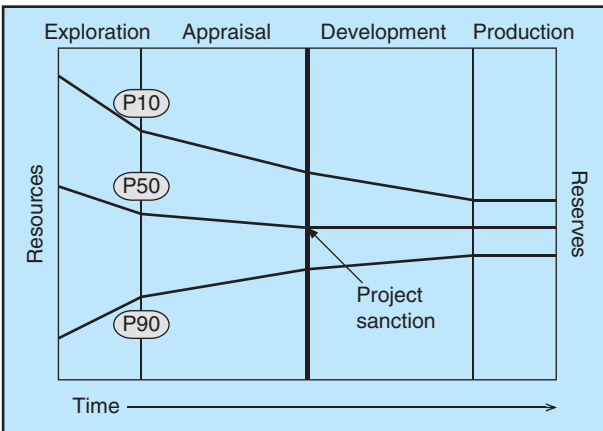 Exploration Appraisal Development Production
P10
P50
P90
Resources
Reserves
Project
sanction
Time